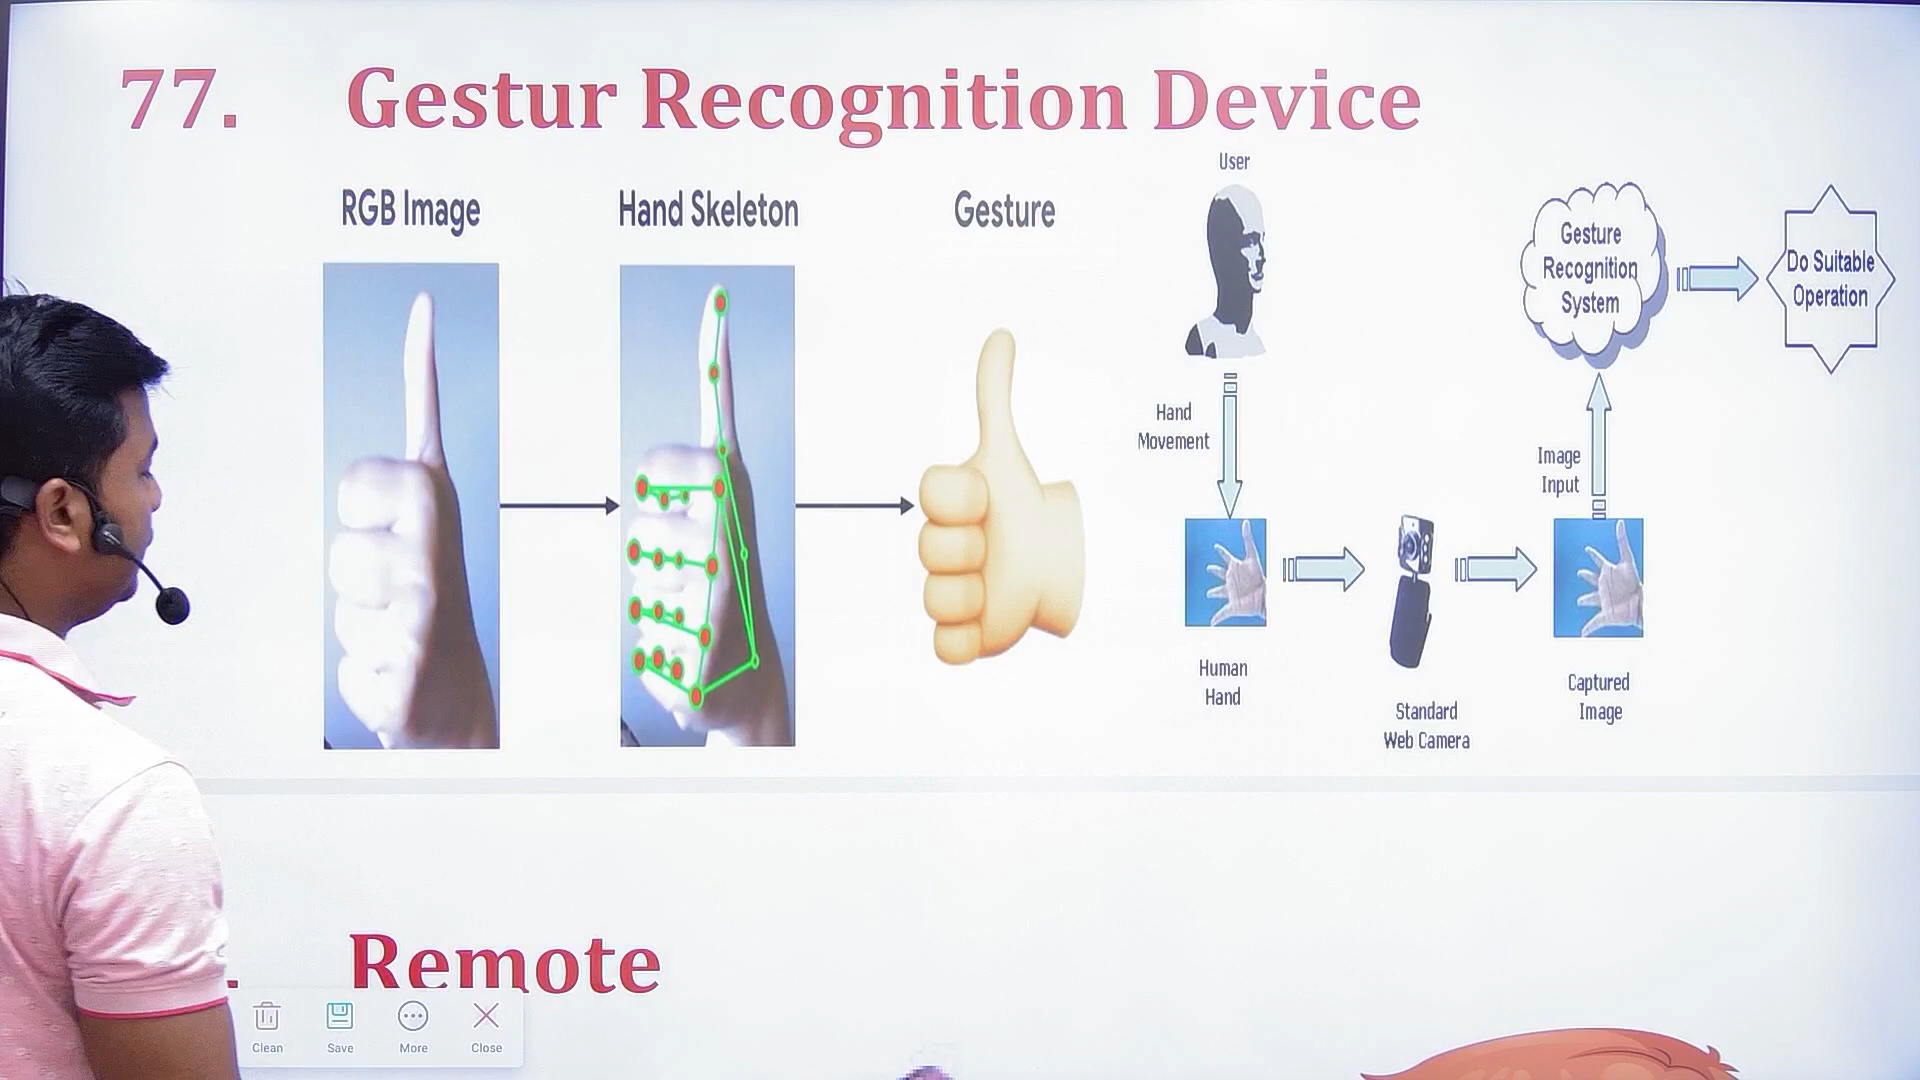 77. Gestur Recognition Device
RGB Image
Hand Skeleton
Gesture
User
Hand
Movement
Human
Hand
Standard
Web Camera
Captured
Image
Image
Input
Gesture
Recognition
System
Do Suitable
Operation
Remote
Clean
Save
More
Close